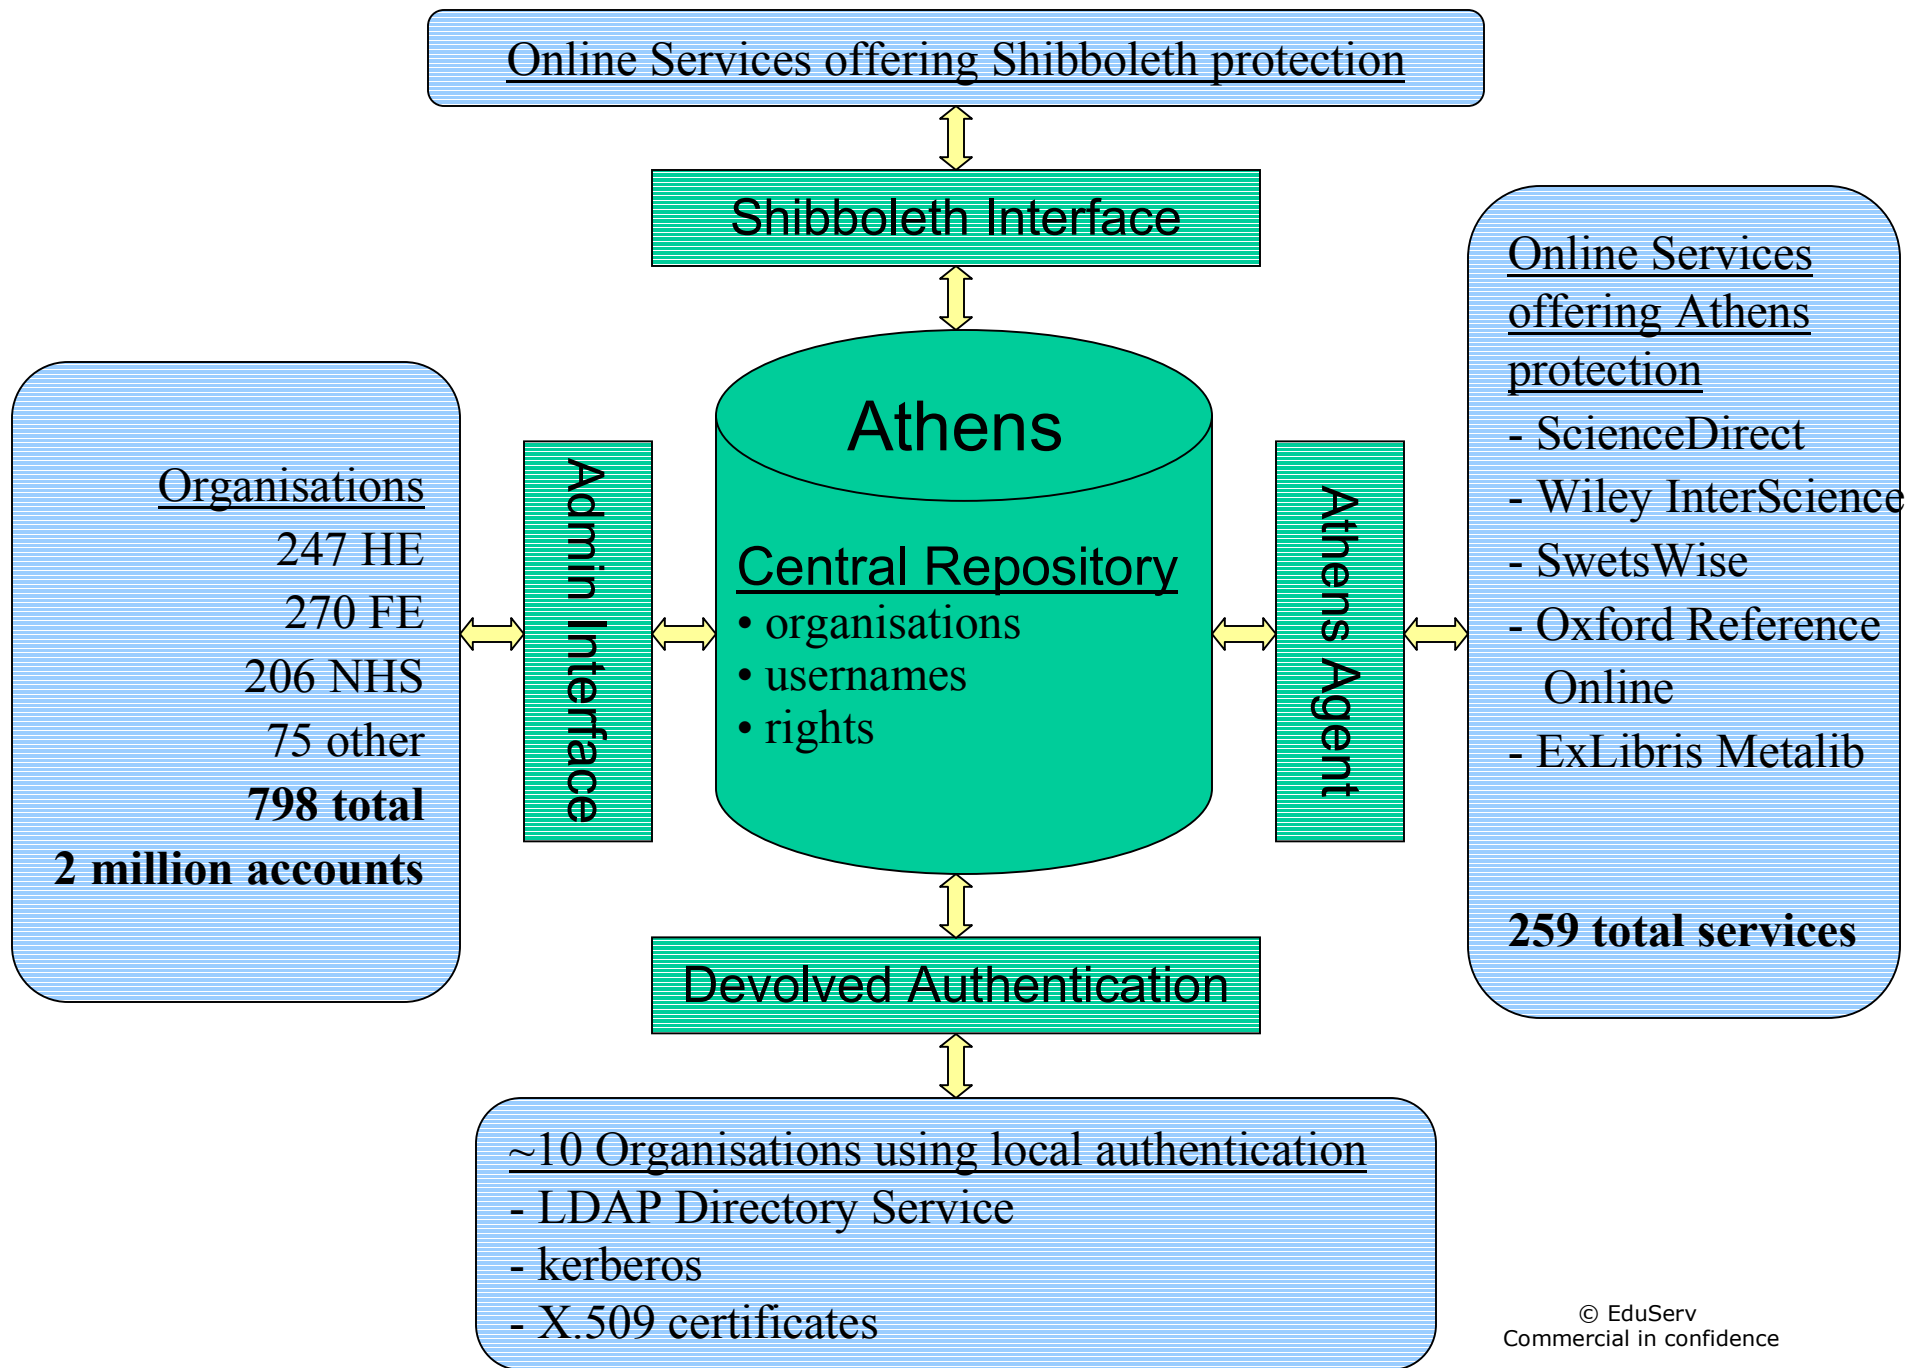 Online Services offering Shibboleth protection
Shibboleth Interface
Organisations
247 HE
270 FE
206 NHS
75 other
798 total
2 million accounts
Admin Interface
Athens
Central Repository
• organisations
• usernames
• rights
Athens Agent
Online Services
offering Athens
protection
- ScienceDirect
- Wiley InterScience
- SwetsWise
- Oxford Reference
Online
- ExLibris Metalib
259 total services
Devolved Authentication
~10 Organisations using local authentication
- LDAP Directory Service
- kerberos
- X.509 certificates
© EduServ
Commercial in confidence